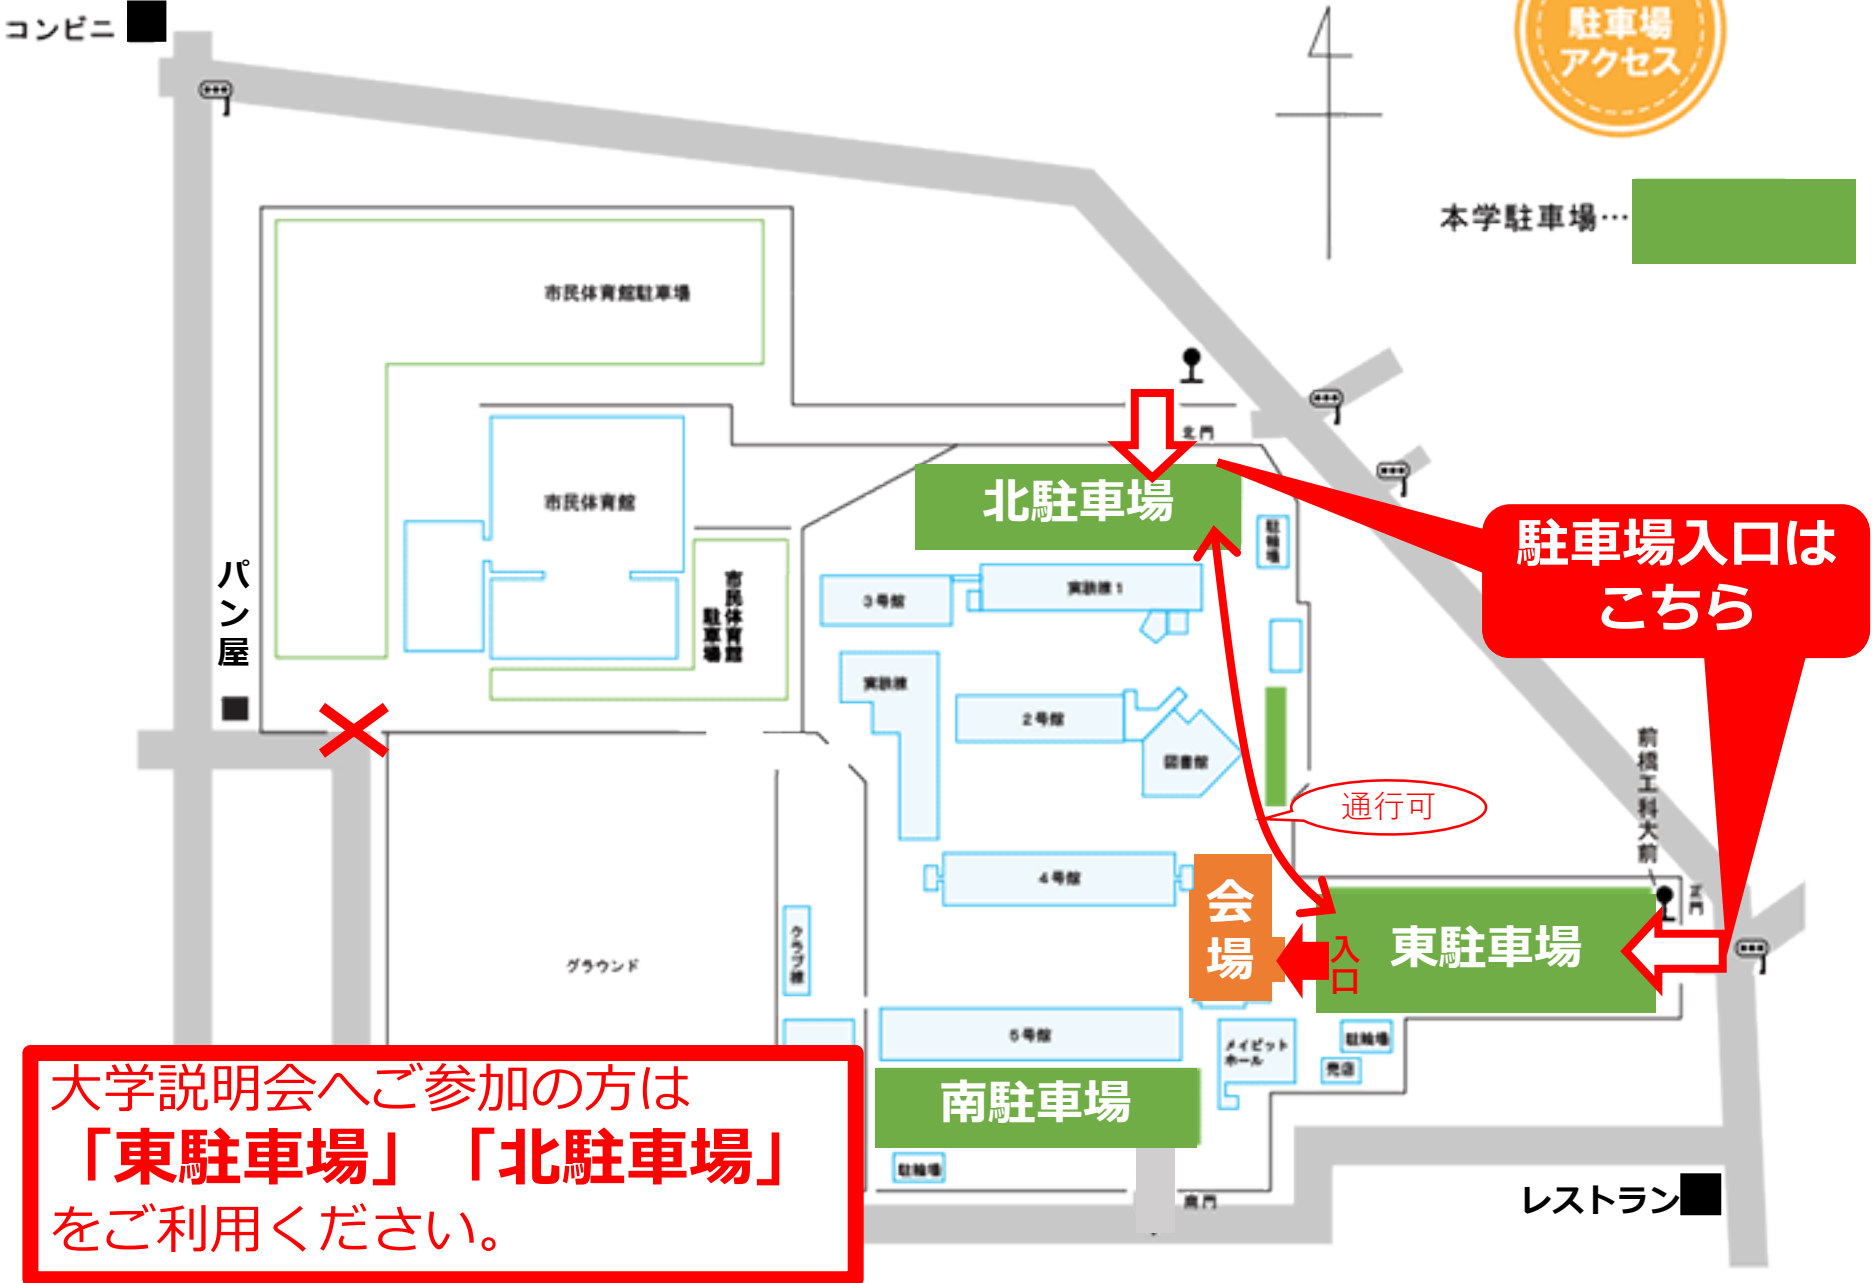 コンビニ
駐車場
アクセス
本学駐車場…
市民体育館駐車場
北門
北駐車場
駐車場入口は
こちら
市民体育館
駐輪場
パン屋
市民体育館
駐車場
3号館
実験棟1
実験棟
2号館
図書館
前橋工科大前
通行可
4号館
会場
正門
入口
東駐車場
クラブ棟
グラウンド
5号館
メイビット
ホール
駐輪場
売店
大学説明会へご参加の方は
「東駐車場」「北駐車場」
をご利用ください。
南駐車場
駐輪場
南門
レストラン